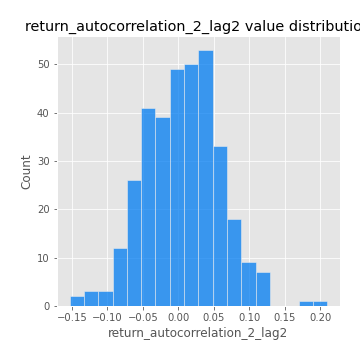 return_autocorrelation_2_lag2 value distributio
50
40
30
20
10
0
Count
−0.15 −0.10 −0.05 0.00 0.05 0.10 0.15 0.20
return_autocorrelation_2_lag2